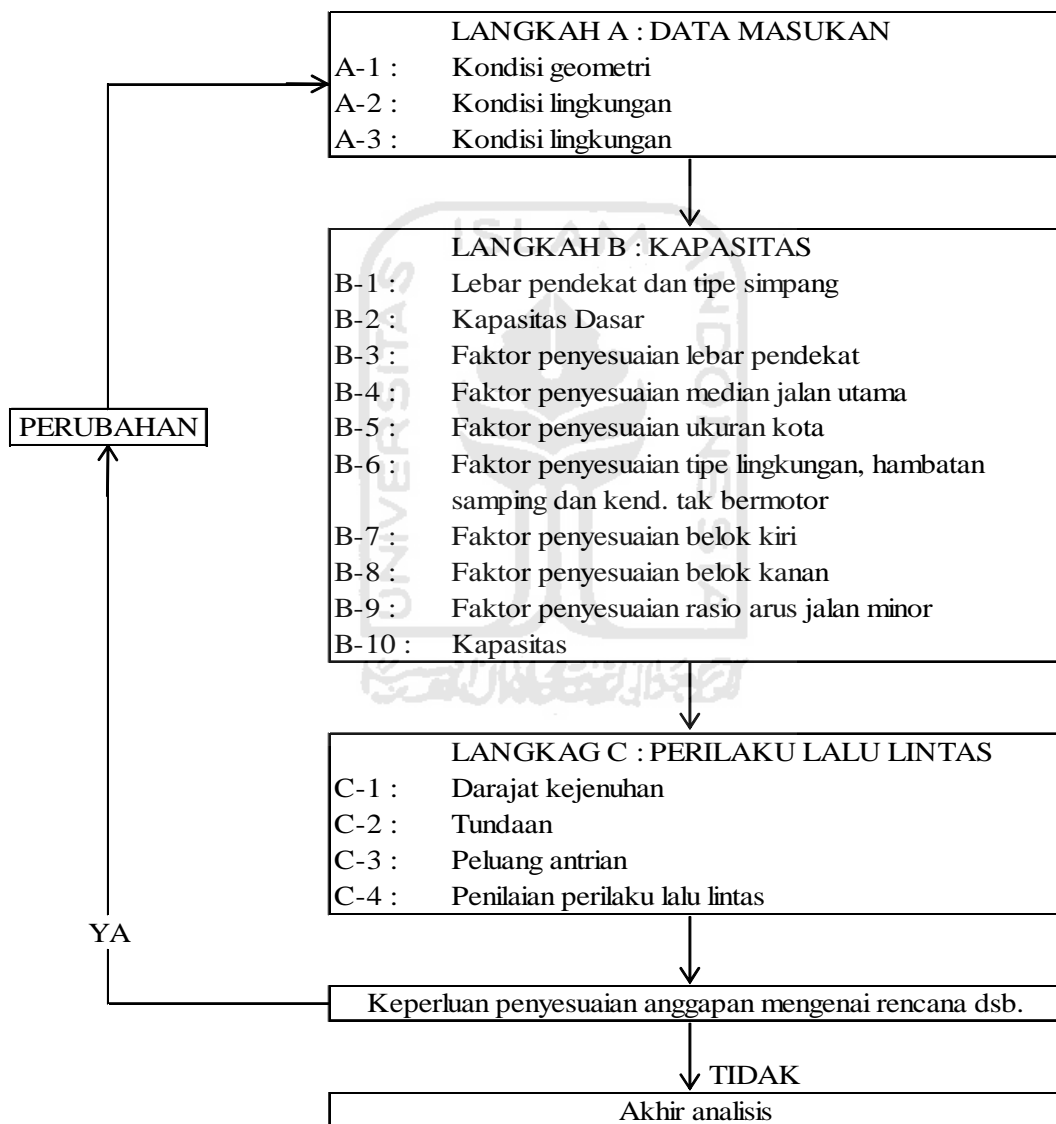 LANGKAH A : DATA MASUKAN
A-1 : Kondisi geometri
A-2 : Kondisi lingkungan
A-3 : Kondisi lingkungan
LANGKAH B : KAPASITAS
B-1 : Lebar pendekat dan tipe simpang
B-2 : Kapasitas Dasar
B-3 : Faktor penyesuaian lebar pendekat
B-4 : Faktor penyesuaian median jalan utama
B-5 : Faktor penyesuaian ukuran kota
B-6 : Faktor penyesuaian tipe lingkungan, hambatan
samping dan kend. tak bermotor
B-7 : Faktor penyesuaian belok kiri
B-8 : Faktor penyesuaian belok kanan
B-9 : Faktor penyesuaian rasio arus jalan minor
B-10 : Kapasitas
PERUBAHAN
LANGKAG C : PERILAKU LALU LINTAS
C-1 : Darajat kejenuhan
C-2 : Tundaan
C-3 : Peluang antrian
C-4 : Penilaian perilaku lalu lintas
YA
Keperluan penyesuaian anggapan mengenai rencana dsb.
TIDAK
Akhir analisis
ISLAM
UNIVERSITAS
INDONESIA